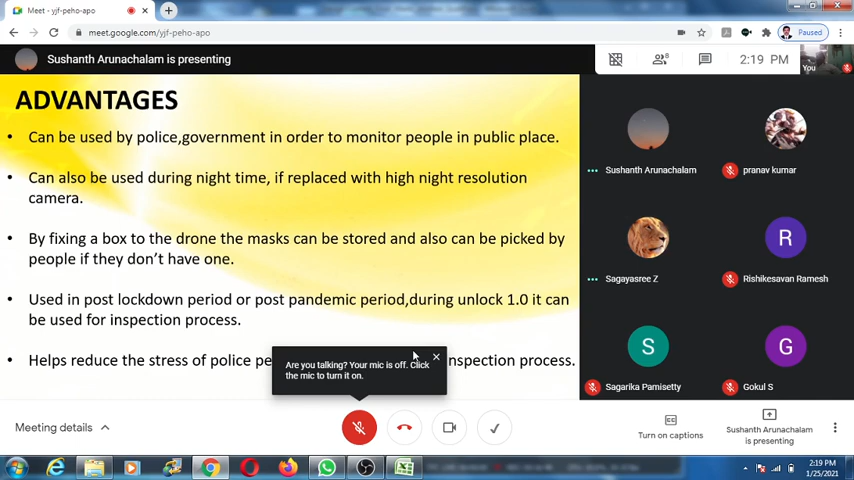 Meet - yjf-peho-apo
meet.google.com/yjf-peho-apo
Paused
Sushanth Arunachalam is presenting
8
2:19 PM
You
ADVANTAGES
• Can be used by police,government in order to monitor people in public place.
• Can also be used during night time, if replaced with high night resolution
camera.
• By fixing a box to the drone the masks can be stored and also can be picked by
people if they don't have one.
• Used in post lockdown period or post pandemic period,during unlock 1.0 it can
be used for inspection process.
• Helps reduce the stress of police pe
nspection process.
Are you talking? Your mic is off. Click
the mic to turn it on.
Sushanth Arunachalam
pranav kumar
Sagayasree Z
R
Rishikesavan Ramesh
S
Sagarika Pamisetty
G
Gokul S
Meeting details
Turn on captions
Sushanth Arunachalam
is presenting
2:19 PM
1/25/2021